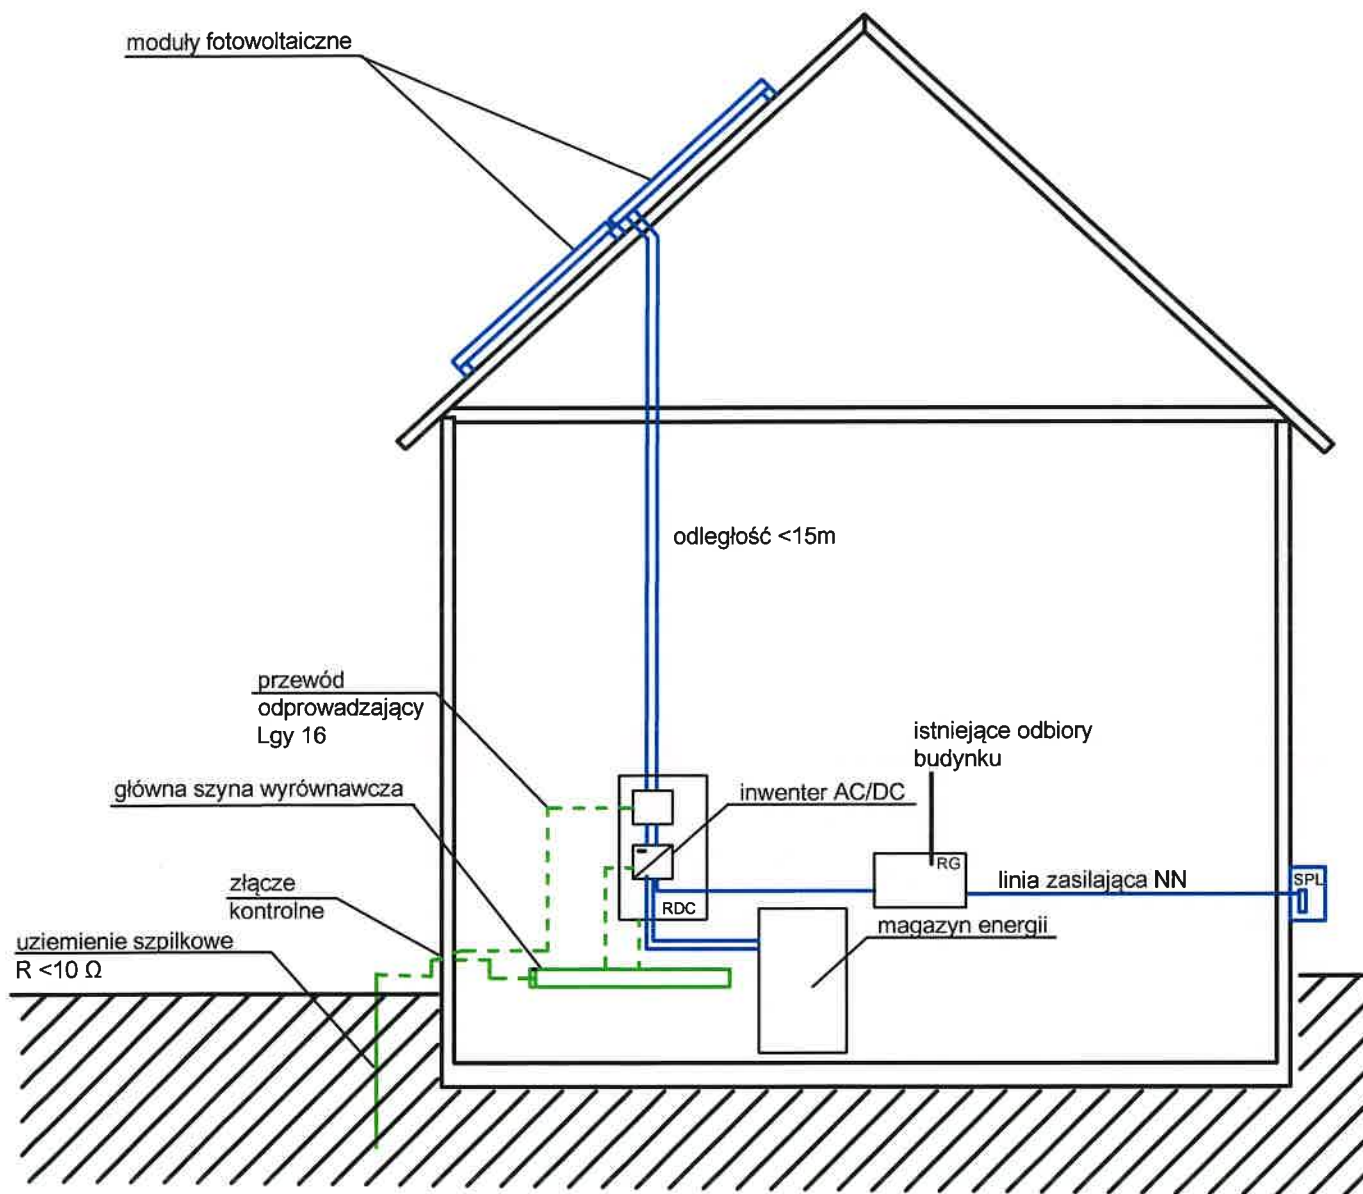 moduły fotowoltaiczne
odległość <15m
przewód
odprowadzający
Lgy 16
istniejące odbiory
budynku
główna szyna wyrównawcza
inwenter AC/DC
RG
linia zasilająca NN
SPL
złącze
kontrolne
RDC
magazyn energii
uziemienie szpilkowe
R <10 Ω